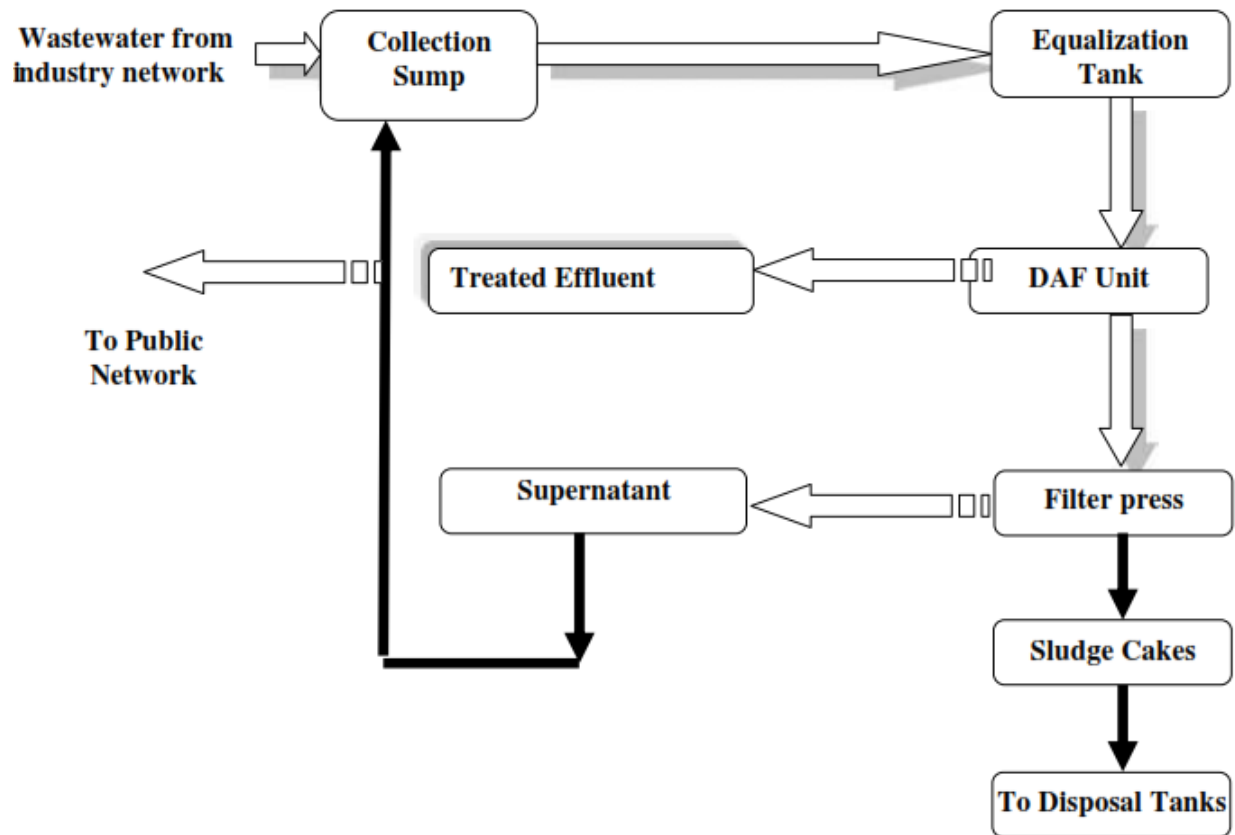 Wastewater from
industry network
Collection
Sump
Equalization
Tank
Treated Effluent
DAF Unit
To Public
Network
Supernatant
Filter press
Sludge Cakes
To Disposal Tanks